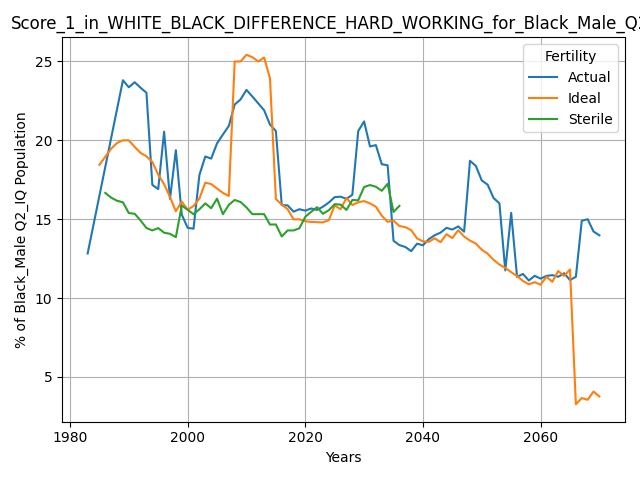 Score_1_in_WHITE_BLACK_DIFFERENCE_HARD_WORKING_for_Black_Male_Q2
Fertility
Actual
Ideal
Sterile
% of Black_Male Q2_IQ Population
25
20
15
10
5
1980 2000 2020 2040 2060
Years